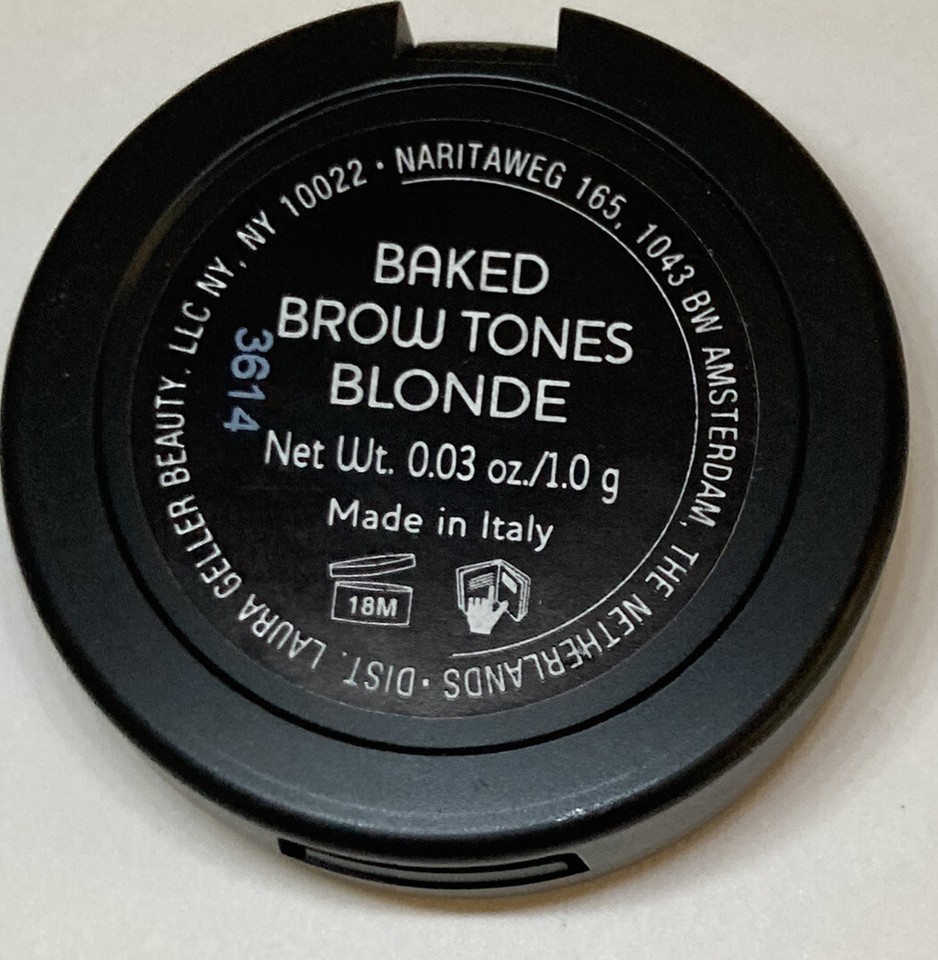 DIST. LAURA GELLER BEAUTY, LLC NY, NY 10022 • NARITAWEG 165, 1043 BW AMSTERDAM, THE NETHERLANDS •
BAKED
BROW TONES
BLONDE
Net Wt. 0.03 oz./1.0 g
Made in Italy
18M
3614